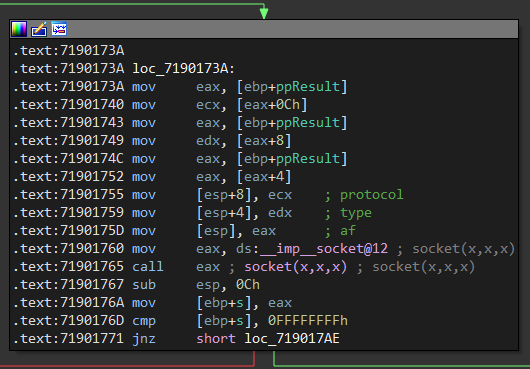 .text:7190173A
.text:7190173A loc_7190173A:
.text:7190173A mov eax, [ebp+ppResult]
.text:71901740 mov ecx, [eax+0Ch]
.text:71901743 mov eax, [ebp+ppResult]
.text:71901749 mov edx, [eax+8]
.text:7190174C mov eax, [ebp+ppResult]
.text:71901752 mov eax, [eax+4]
.text:71901755 mov [esp+8], ecx ; protocol
.text:71901759 mov [esp+4], edx ; type
.text:7190175D mov [esp], eax ; af
.text:71901760 mov eax, ds:__imp__socket@12 ; socket(x,x,x)
.text:71901765 call eax ; socket(x,x,x) ; socket(x,x,x)
.text:71901767 sub esp, 0Ch
.text:7190176A mov [ebp+s], eax
.text:7190176D cmp [ebp+s], 0FFFFFFFFh
.text:71901771 jnz short loc_719017AE